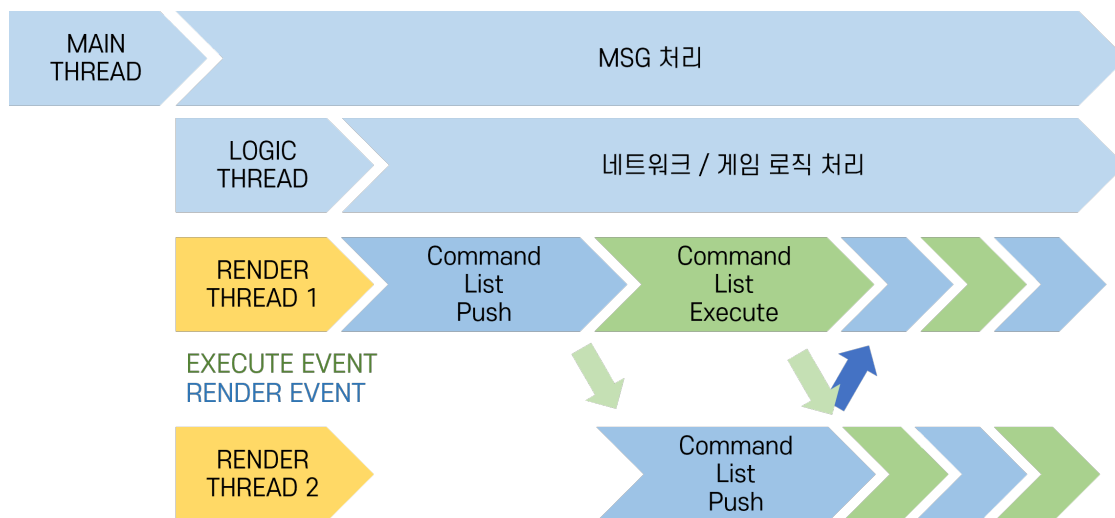 MAIN
THREAD
MSG 처리
LOGIC
THREAD
네트워크 / 게임 로직 처리
RENDER
THREAD 1
Command
List
Push
Command
List
Execute
EXECUTE EVENT
RENDER EVENT
RENDER
THREAD 2
Command
List
Push